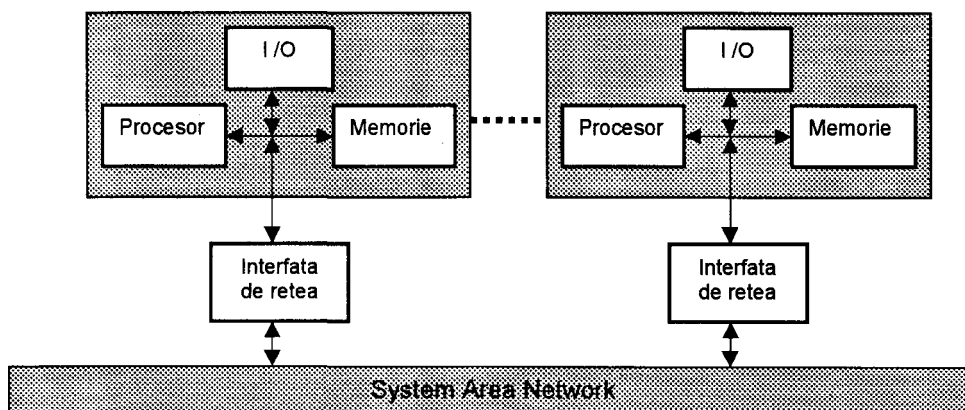 I /O
Procesor
Memorie
I /O
Procesor
Memorie
Interfata
de retea
Interfata
de retea
System Area Network